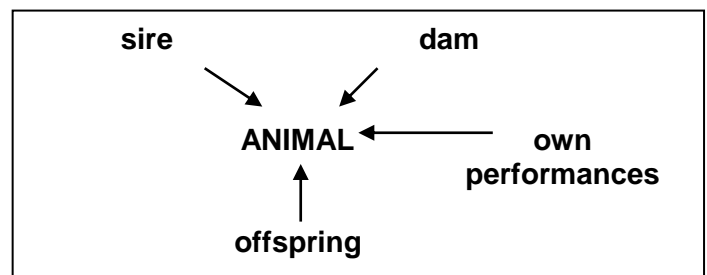 sire dam
ANIMAL own
performances
offspring